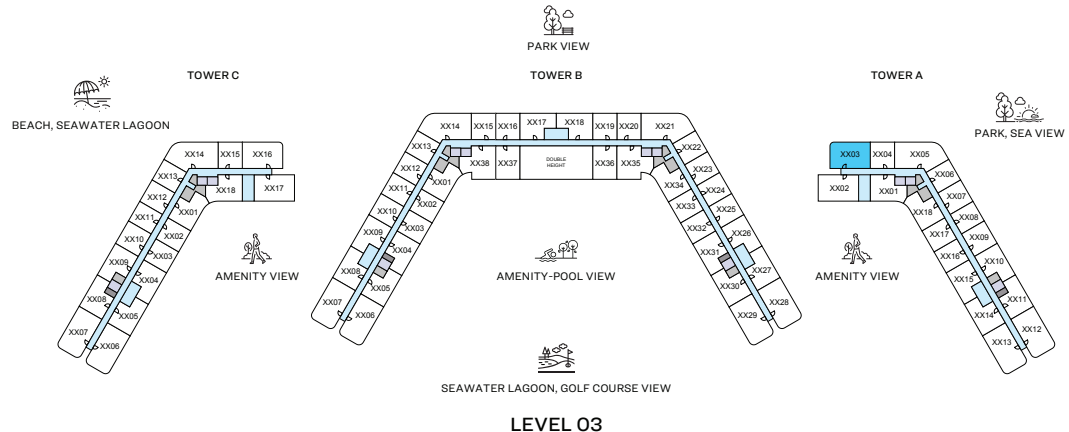 PARK VIEW
TOWER C
TOWER B
TOWER A
BEACH, SEAWATER LAGOON
PARK, SEA VIEW
XX14 XX15 XX16
XX13
XX18 XX17
XX12 XX01
XX11 XX02
XX10 XX03
XX09 XX04
XX08 XX05
XX07 XX06
XX14 XX15 XX16 XX17 XX18 XX19 XX20 XX21
XX13 XX38 XX37 DOUBLE HEIGHT XX36 XX35 XX22
XX12 XX01 XX34 XX23
XX11 XX02 XX33 XX24
XX10 XX03 XX32 XX25
XX09 XX04 XX31 XX26
XX08 XX05 XX30 XX27
XX07 XX06 XX29 XX28
XX03 XX04 XX05
XX02 XX01 XX06
XX18 XX07
XX17 XX08
XX16 XX09
XX15 XX10
XX14 XX11
XX13 XX12
AMENITY VIEW
AMENITY-POOL VIEW
AMENITY VIEW
SEAWATER LAGOON, GOLF COURSE VIEW
LEVEL 03